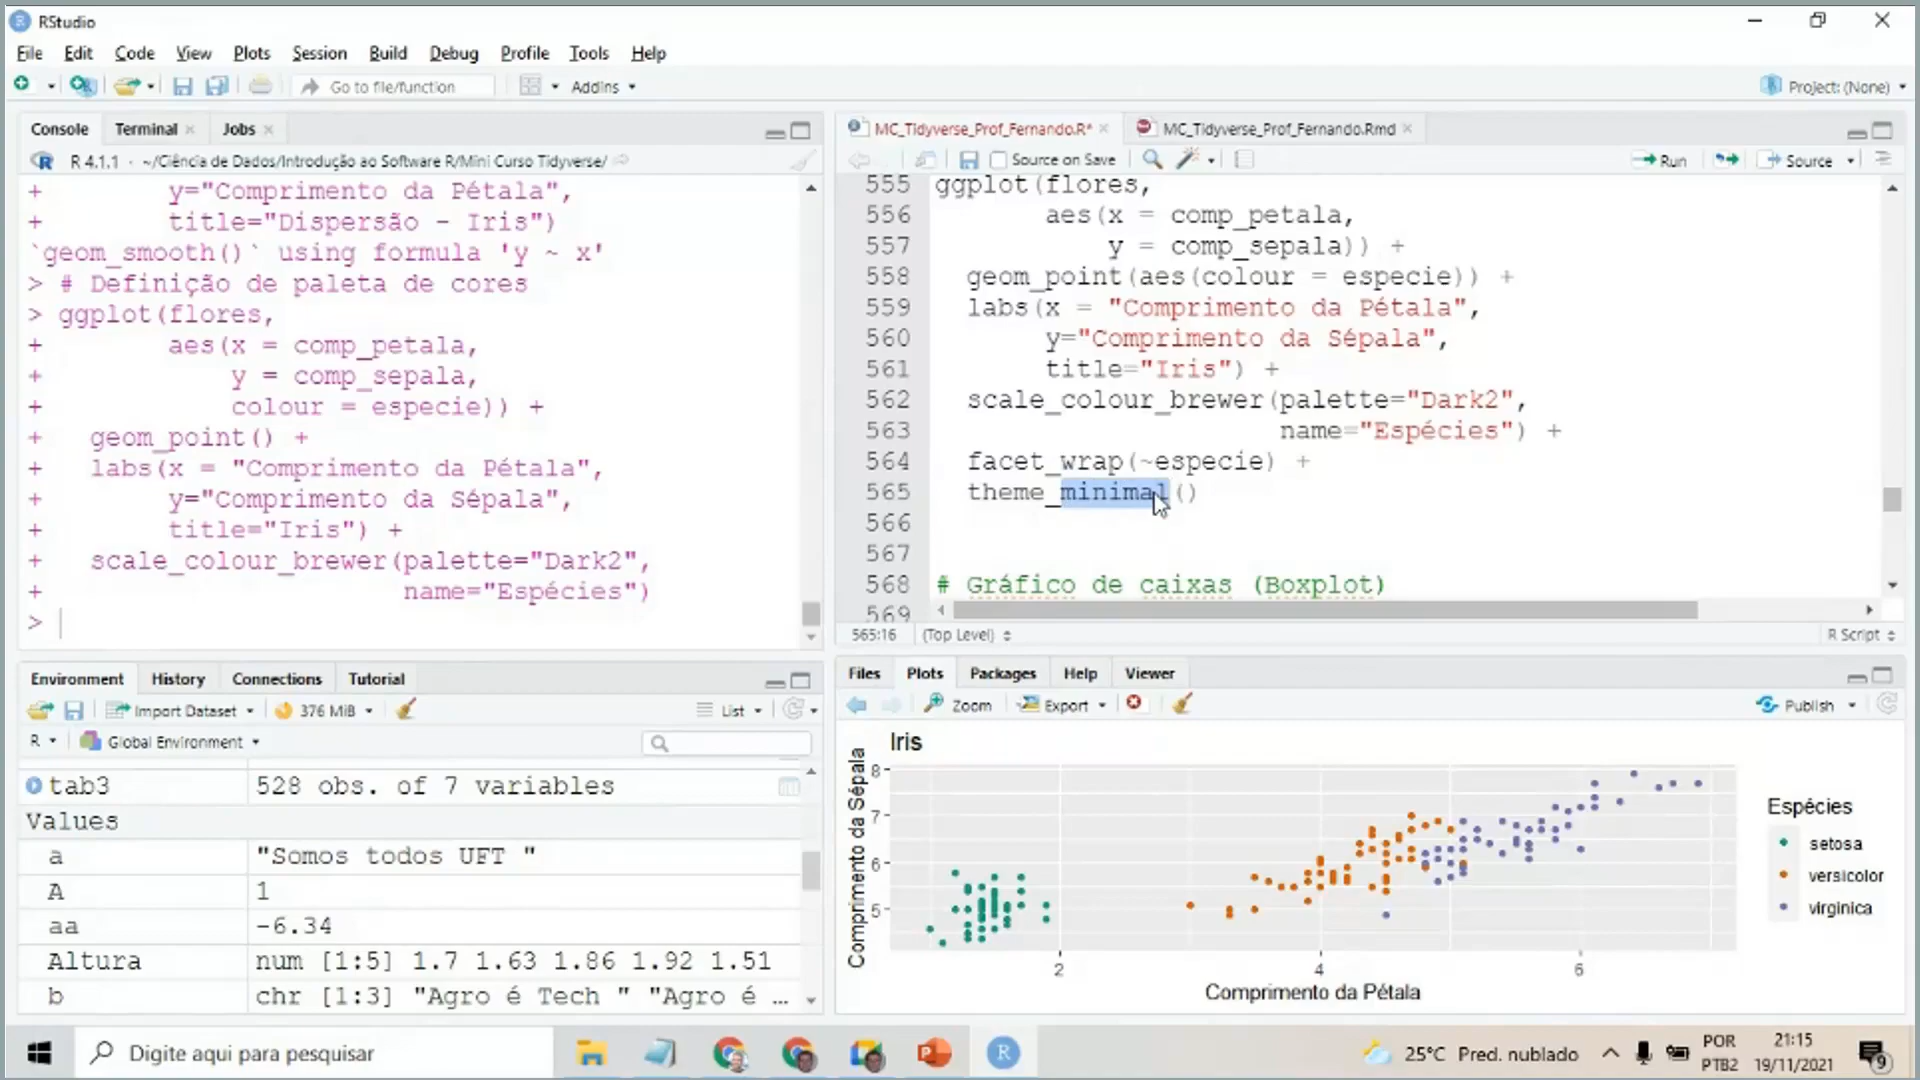 RStudio
File Edit Code View Plots Session Build Debug Profile Tools Help
Go to file/function Addins Project: (None)
Console Terminal Jobs
R 4.1.1 · ~/Ciência de Dados/Introdução ao Software R/Mini Curso Tidyverse/
+ y="Comprimento da Pétala",
+ title="Dispersão - Iris")
`geom_smooth()` using formula 'y ~ x'
> # Definição de paleta de cores
> ggplot(flores,
+ aes(x = comp_petala,
+ y = comp_sepala,
+ colour = especie)) +
+ geom_point() +
+ labs(x = "Comprimento da Pétala",
+ y="Comprimento da Sépala",
+ title="Iris") +
+ scale_colour_brewer(palette="Dark2",
+ name="Espécies")
>
MC_Tidyverse_Prof_Fernando.R* MC_Tidyverse_Prof_Fernando.Rmd
Source on Save Run Source
555 ggplot(flores,
556 aes(x = comp_petala,
557 y = comp_sepala)) +
558 geom_point(aes(colour = especie)) +
559 labs(x = "Comprimento da Pétala",
560 y="Comprimento da Sépala",
561 title="Iris") +
562 scale_colour_brewer(palette="Dark2",
563 name="Espécies") +
564 facet_wrap(~especie) +
565 theme_minimal()
566
567
568 # Gráfico de caixas (Boxplot)
569
565:16 (Top Level) R Script
Environment History Connections Tutorial
Import Dataset 376 MiB List
R Global Environment
tab3 528 obs. of 7 variables
Values
a "Somos todos UFT "
A 1
aa -6.34
Altura num [1:5] 1.7 1.63 1.86 1.92 1.51
b chr [1:3] "Agro é Tech " "Agro é ...
Files Plots Packages Help Viewer
Zoom Export Publish
Iris
Comprimento da Sépala
8
7
6
5
2 4 6
Comprimento da Pétala
Espécies
setosa
versicolor
virginica
Digite aqui para pesquisar
25°C Pred. nublado
POR
PTB2
21:15
19/11/2021
9